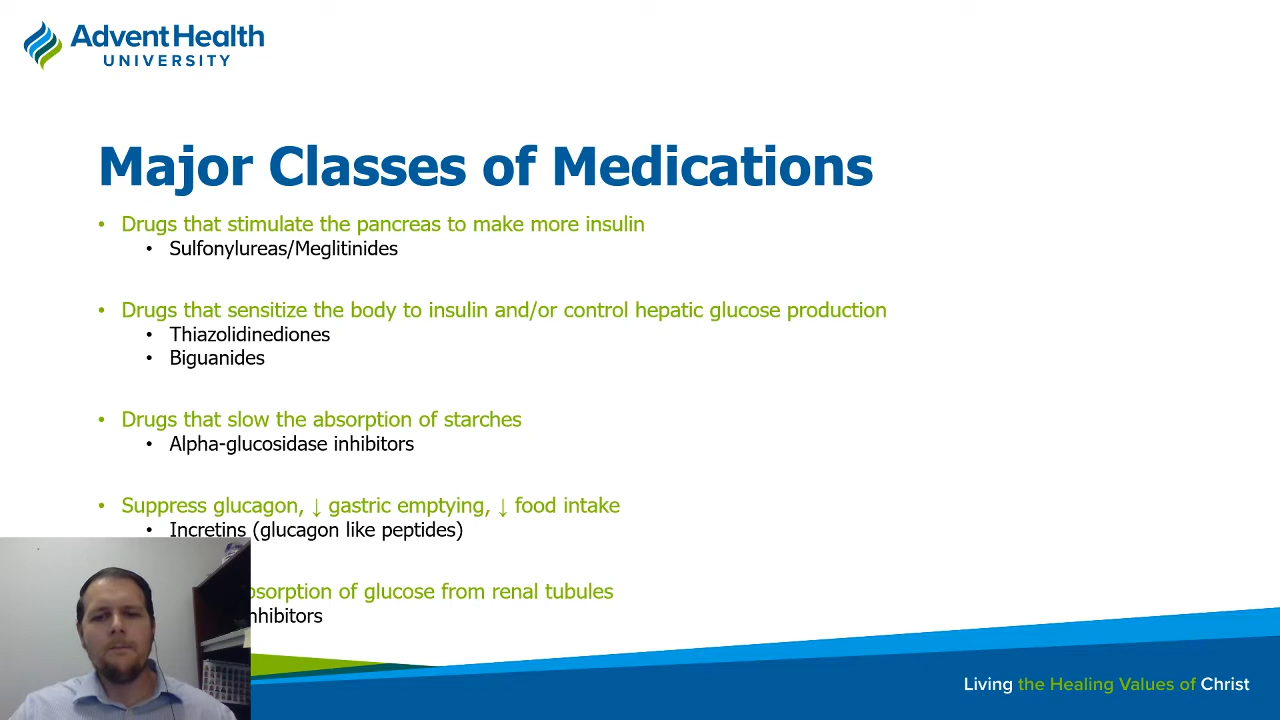 AdventHealth
UNIVERSITY
Major Classes of Medications
• Drugs that stimulate the pancreas to make more insulin
• Sulfonylureas/Meglitinides
• Drugs that sensitize the body to insulin and/or control hepatic glucose production
• Thiazolidinediones
• Biguanides
• Drugs that slow the absorption of starches
• Alpha-glucosidase inhibitors
• Suppress glucagon, ↓ gastric emptying, ↓ food intake
• Incretins (glucagon like peptides)
of glucose from renal tubules
Living the Healing Values of Christ